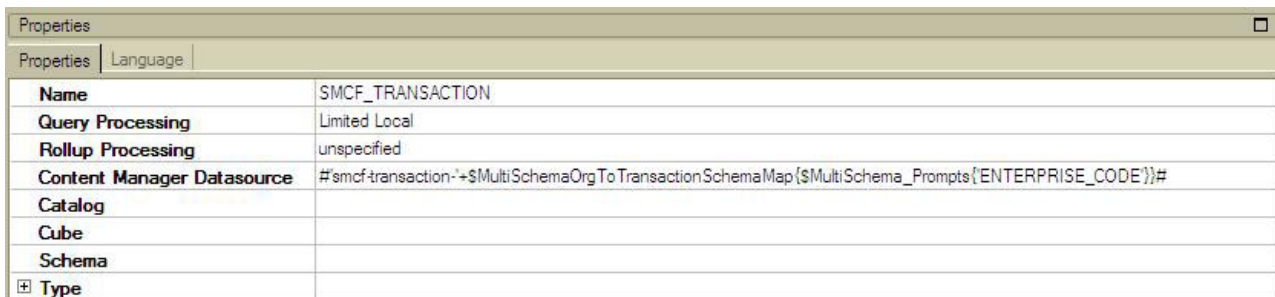 Properties
Properties Language
Name SMCF_TRANSACTION
Query Processing Limited Local
Rollup Processing unspecified
Content Manager Datasource #'smcf-transaction-'+$MultiSchemaOrgToTransactionSchemaMap{$MultiSchema_Prompts{'ENTERPRISE_CODE'}}#
Catalog
Cube
Schema
Type